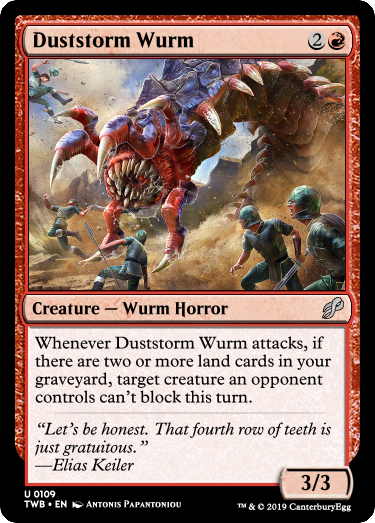 Duststorm Wurm 2
Creature — Wurm Horror
Whenever Duststorm Wurm attacks, if
there are two or more land cards in your
graveyard, target creature an opponent
controls can't block this turn.
“Let's be honest. That fourth row of teeth is
just gratuitous.”
—Elias Keiler
3/3
U 0109
TWB • EN Antonis Papantoniou
™ & © 2019 CanterburyEgg